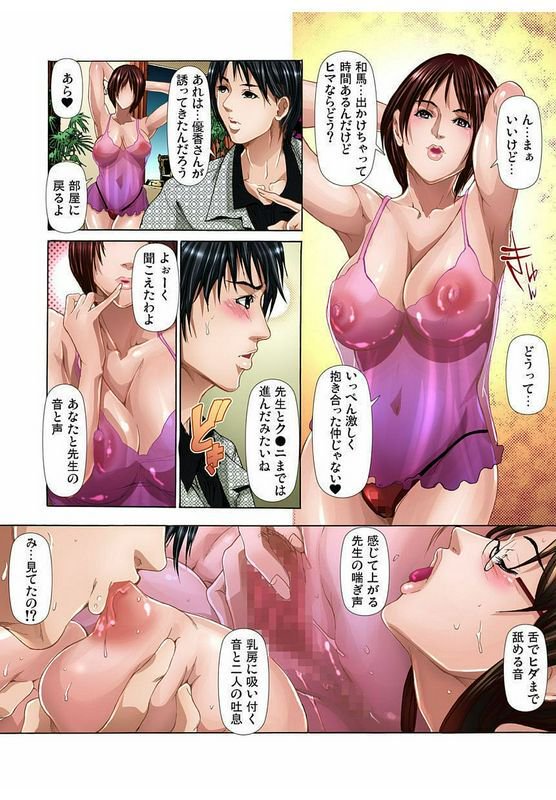 ん…まぁ
いいけど…
和馬…出かけちゃって
時間あるんだけど
ヒマならどう？
きゅん
どうって…
いっぺん激しく
抱き合った仲じゃない♥
あれは…優香さんが
誘ってきたんだろう
あら♥
部屋に
戻るよ
先生とク●ニまでは
進んだみたいね
どき
よぉーく
聞こえたわよ
あなたと先生の
音と声
舌でヒダまで
舐める音
感じて上がる
先生の喘ぎ声
乳房に吸い付く
音と二人の吐息
み…見てたの!?